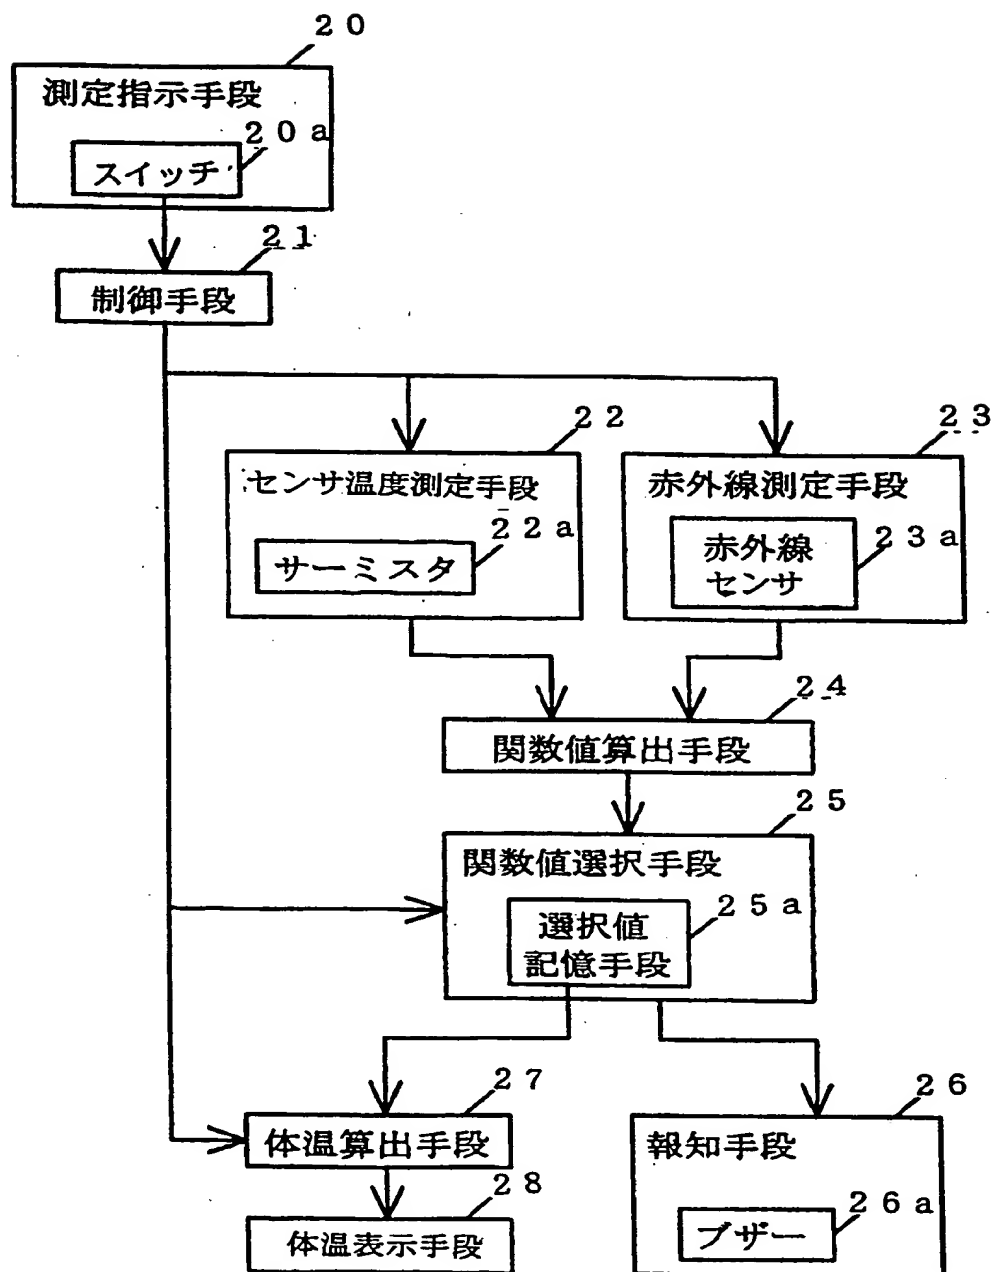 20
測定指示手段
20a
スイッチ
21
制御手段
22
センサ温度測定手段
22a
サーミスタ
23
赤外線測定手段
23a
赤外線
センサ
24
関数値算出手段
25
関数値選択手段
25a
選択値
記憶手段
27
体温算出手段
28
体温表示手段
26
報知手段
26a
ブザー